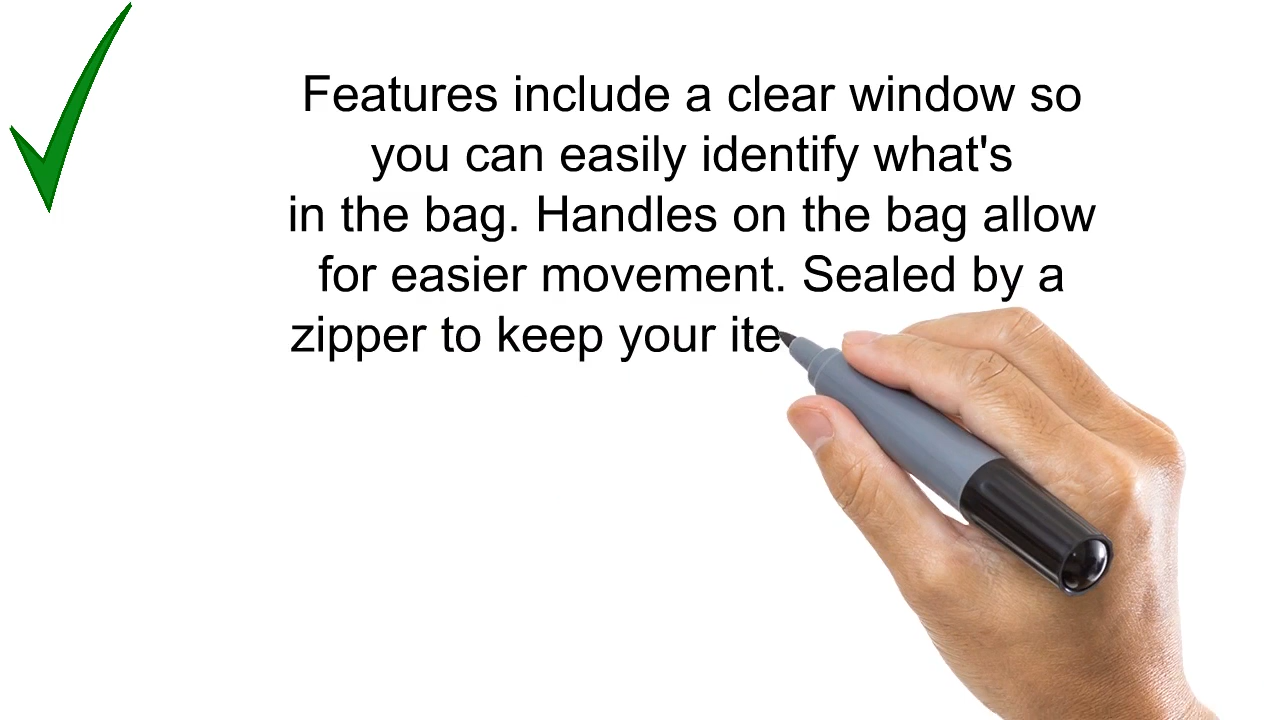 Features include a clear window so
you can easily identify what's
in the bag. Handles on the bag allow
for easier movement. Sealed by a
zipper to keep your ite